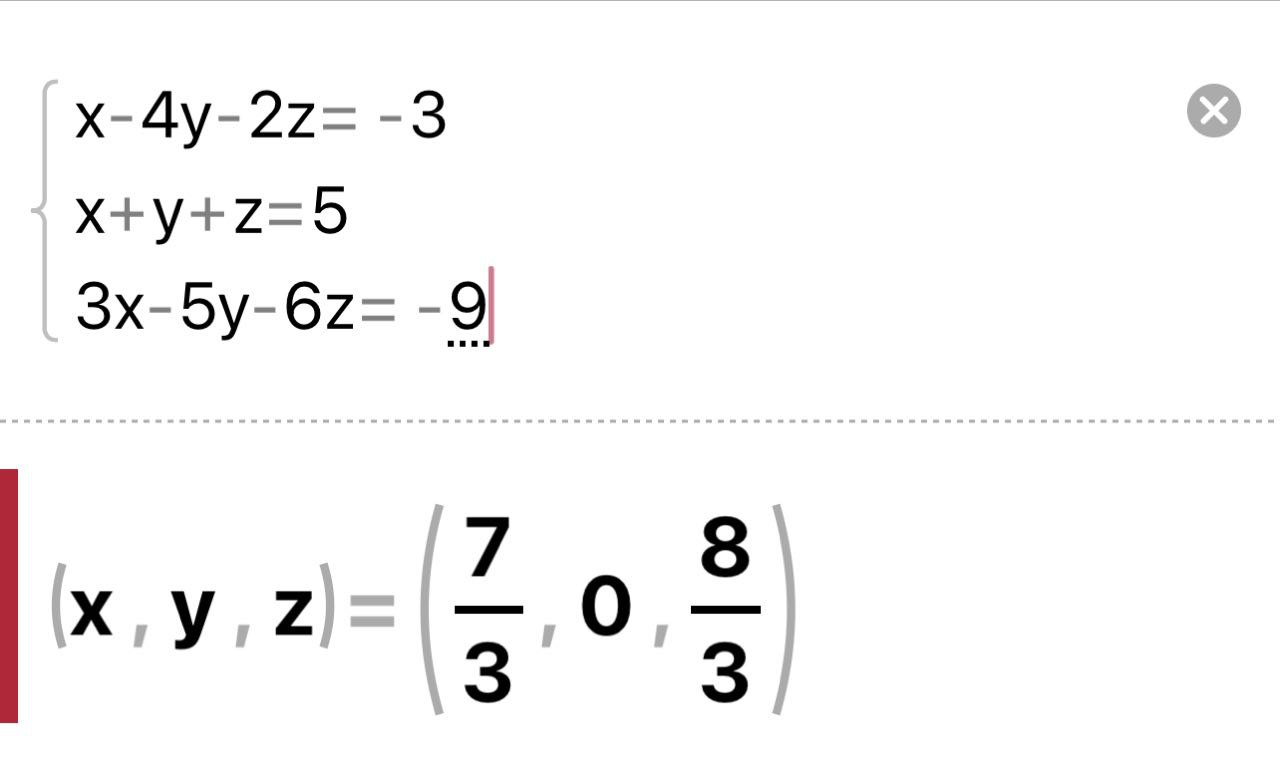 x-4y-2z= -3
x+y+z=5
3x-5y-6z= -9
(x , y , z)=(7/3 , 0 , 8/3)